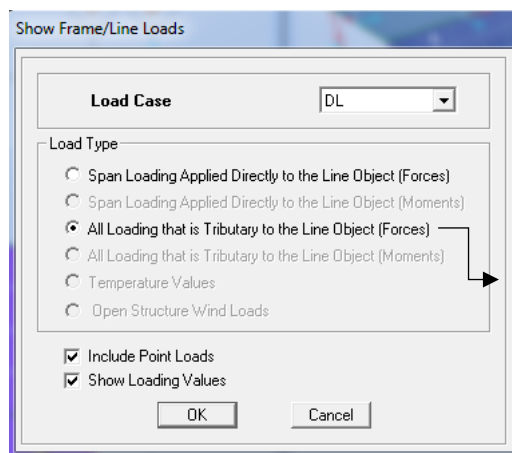 Show Frame/Line Loads
Load Case DL
Load Type
Span Loading Applied Directly to the Line Object (Forces)
Span Loading Applied Directly to the Line Object (Moments)
All Loading that is Tributary to the Line Object (Forces)
All Loading that is Tributary to the Line Object (Moments)
Temperature Values
Open Structure Wind Loads
Include Point Loads
Show Loading Values
OK Cancel